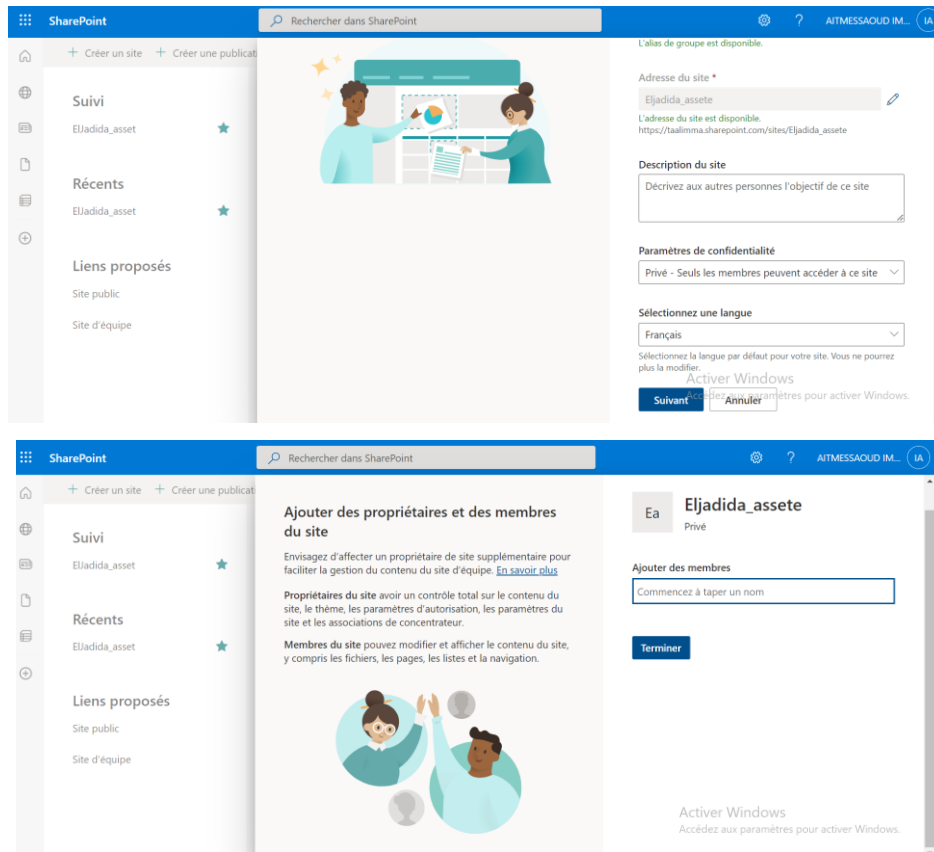 SharePoint
Rechercher dans SharePoint
?
AITMESSAOUD IM...
IA
+ Créer un site + Créer une publicati
Suivi
ElJadida_asset
Récents
ElJadida_asset
Liens proposés
Site public
Site d'équipe
L'alias de groupe est disponible.
Adresse du site *
Eljadida_assete
L'adresse du site est disponible.
https://taalimma.sharepoint.com/sites/Eljadida_assete
Description du site
Décrivez aux autres personnes l'objectif de ce site
Paramètres de confidentialité
Privé - Seuls les membres peuvent accéder à ce site
Sélectionnez une langue
Français
Sélectionnez la langue par défaut pour votre site. Vous ne pourrez
plus la modifier.
Activer Windows
Accédez aux paramètres pour activer Windows.
Suivant
Annuler
SharePoint
Rechercher dans SharePoint
?
AITMESSAOUD IM...
IA
+ Créer un site + Créer une publicati
Suivi
ElJadida_asset
Récents
ElJadida_asset
Liens proposés
Site public
Site d'équipe
Ajouter des propriétaires et des membres
du site
Envisagez d'affecter un propriétaire de site supplémentaire pour
faciliter la gestion du contenu du site d'équipe. En savoir plus
Propriétaires du site avoir un contrôle total sur le contenu du
site, le thème, les paramètres d'autorisation, les paramètres du
site et les associations de concentrateur.
Membres du site pouvez modifier et afficher le contenu du site,
y compris les fichiers, les pages, les listes et la navigation.
Ea
Eljadida_assete
Privé
Ajouter des membres
Commencez à taper un nom
Terminer
Activer Windows
Accédez aux paramètres pour activer Windows.